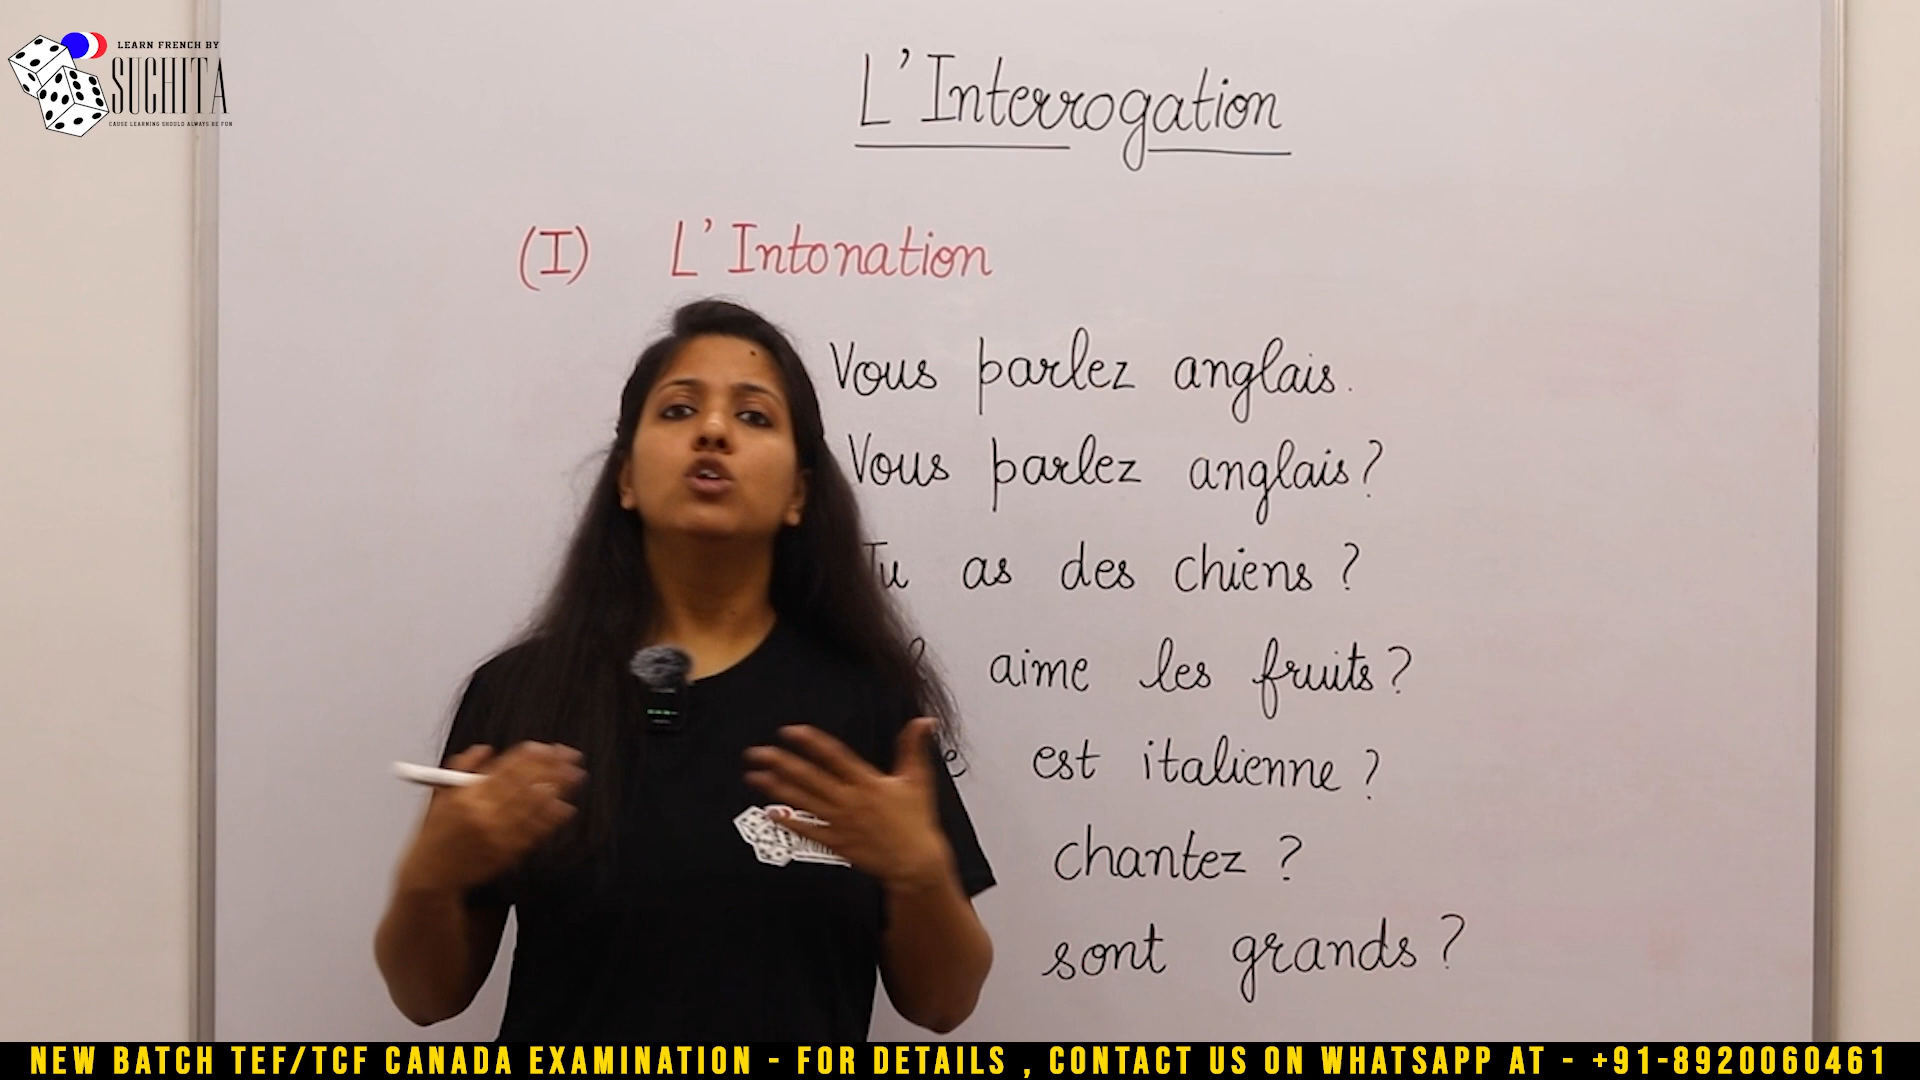 LEARN FRENCH BY
SUCHITA
CAUSE LEARNING SHOULD ALWAYS BE FUN
L'Interrogation
(I) L'Intonation
Vous parlez anglais.
Vous parlez anglais?
Tu as des chiens ?
aime les fruits?
est italienne ?
chantez ?
sont grands?
NEW BATCH TEF/TCF CANADA EXAMINATION - FOR DETAILS , CONTACT US ON WHATSAPP AT - +91-8920060461